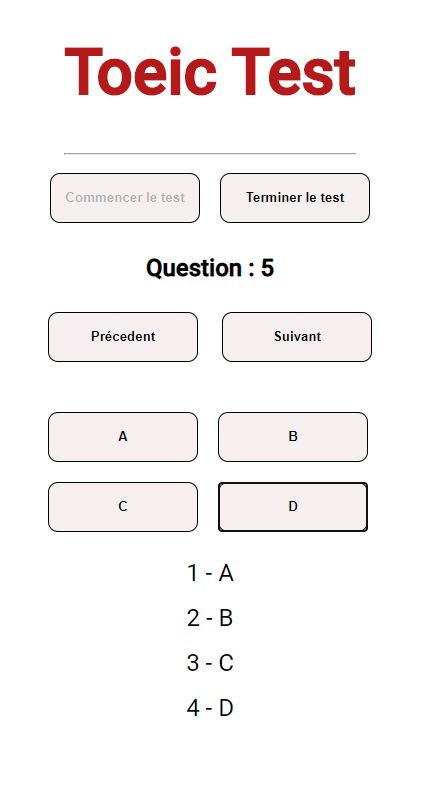 Toeic Test
Commencer le test Terminer le test
Question : 5
Précedent Suivant
A B
C D
1 - A
2 - B
3 - C
4 - D